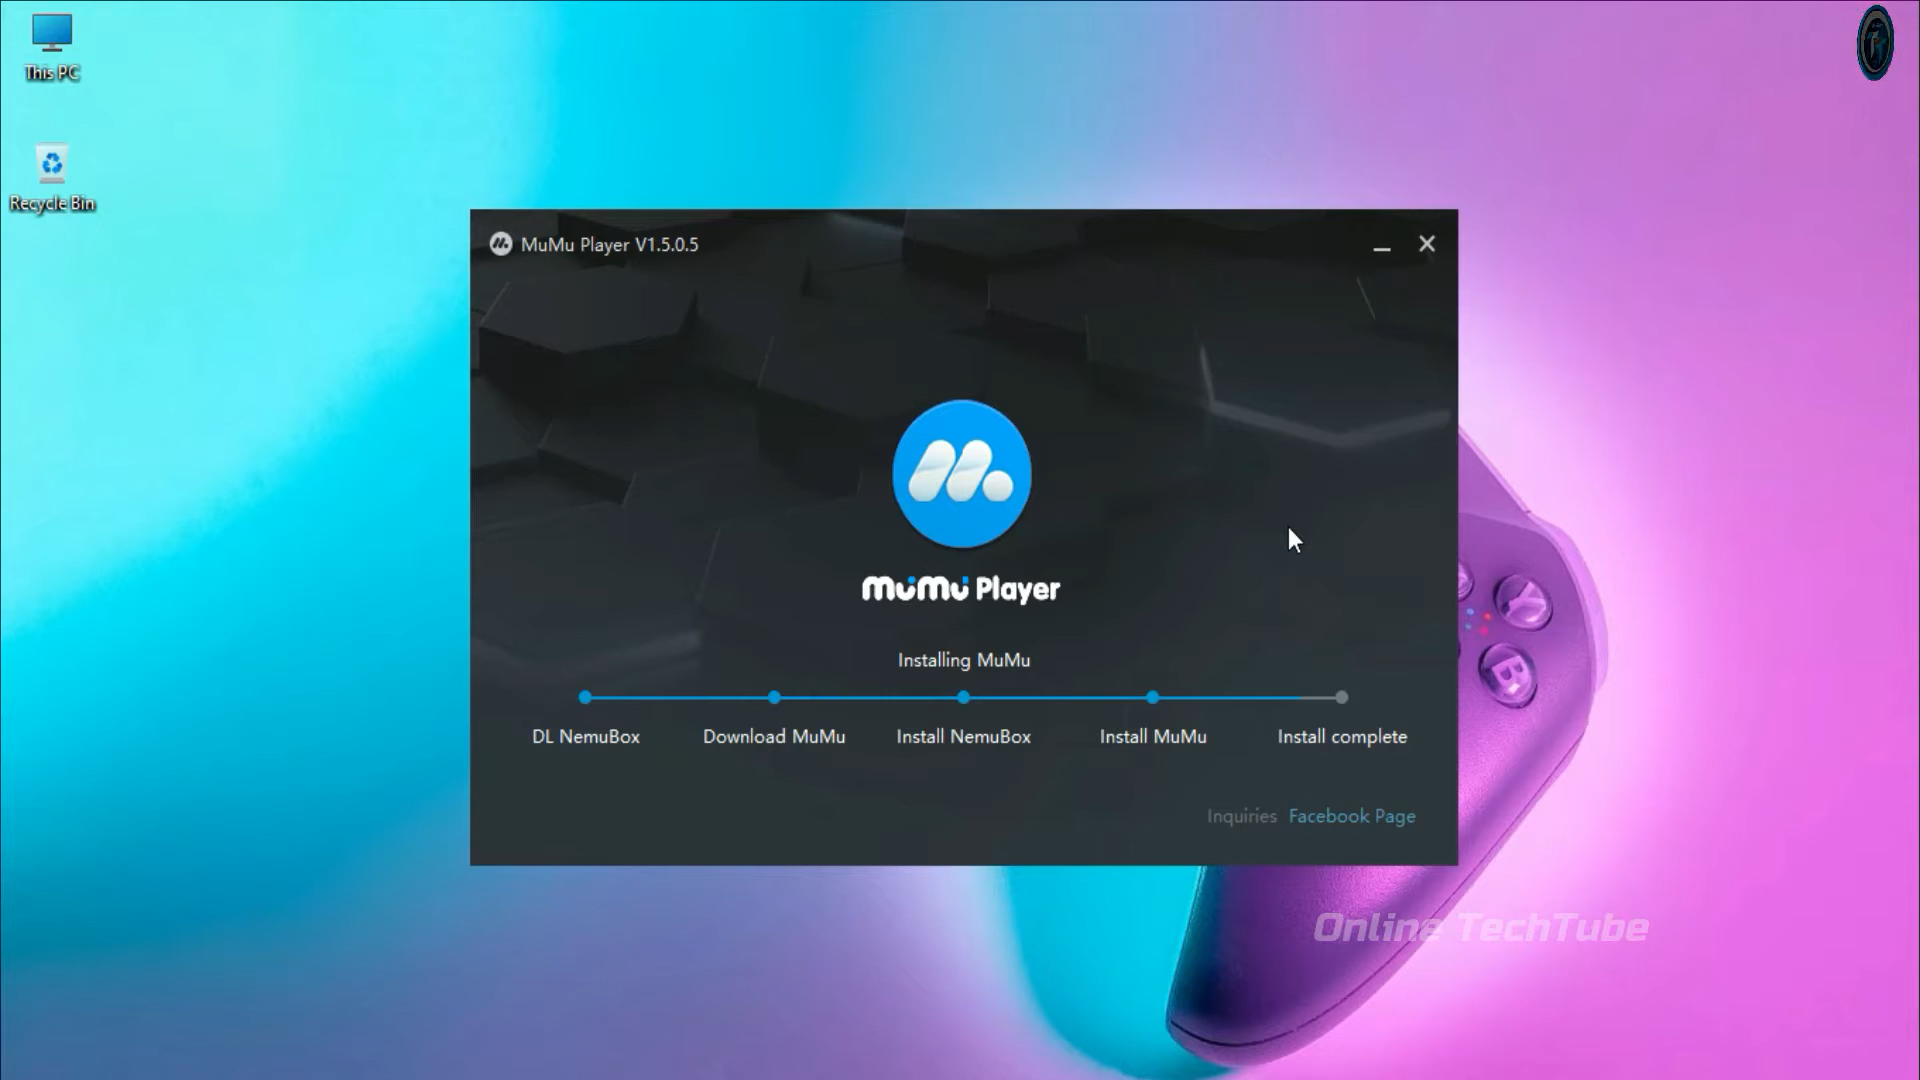 This PC
Recycle Bin
MuMu Player V1.5.0.5
MuMu Player
Installing MuMu
DL NemuBox
Download MuMu
Install NemuBox
Install MuMu
Install complete
Inquiries Facebook Page
Y
B
Online TechTube